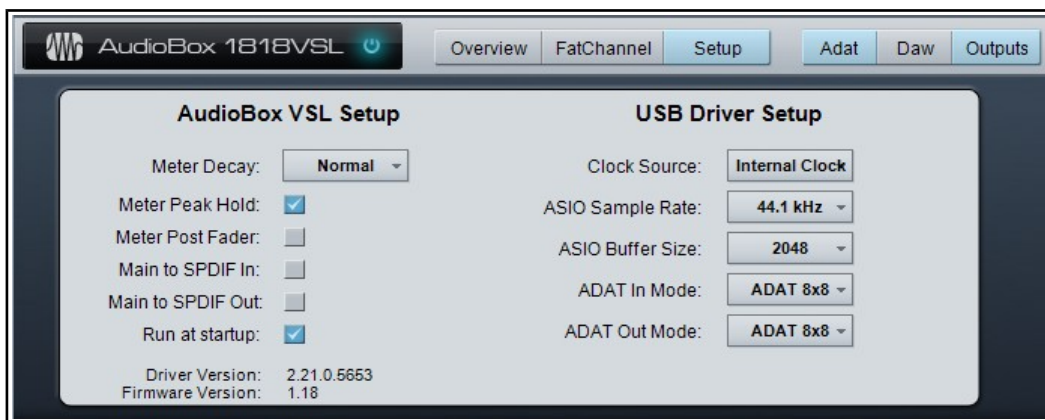 AudioBox 1818VSL
Overview FatChannel Setup Adat Daw Outputs
AudioBox VSL Setup
Meter Decay: Normal
Meter Peak Hold:
Meter Post Fader:
Main to SPDIF In:
Main to SPDIF Out:
Run at startup:
Driver Version: 2.21.0.5653
Firmware Version: 1.18
USB Driver Setup
Clock Source: Internal Clock
ASIO Sample Rate: 44.1 kHz
ASIO Buffer Size: 2048
ADAT In Mode: ADAT 8x8
ADAT Out Mode: ADAT 8x8